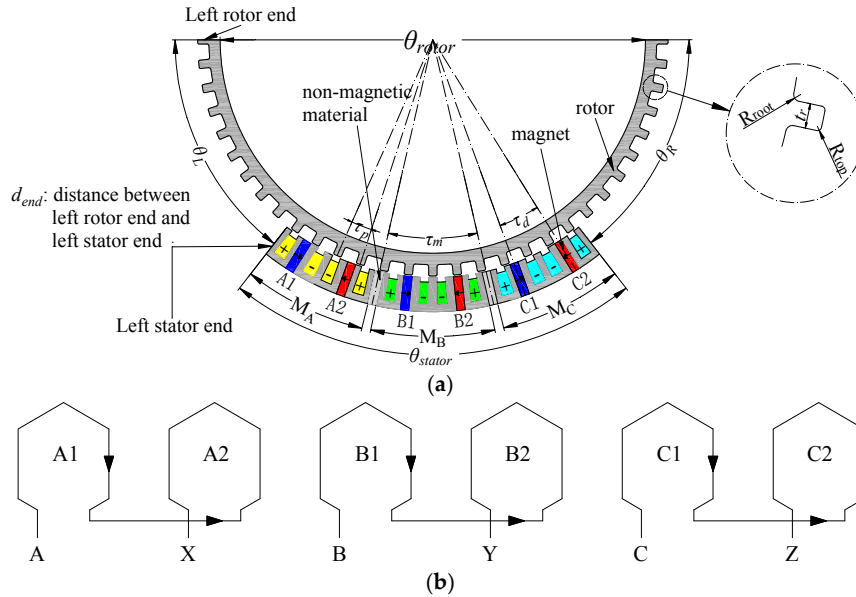 Left rotor end
θrotor
non-magnetic
material
magnet
rotor
Rroot
tr
Rtop
θL
θR
dend: distance between
left rotor end and
left stator end
τp
τm
τd
+ - - + + - - + + - - +
A1 A2 B1 B2 C1 C2
Left stator end
MA MB MC
θstator
(a)
A1 A2 B1 B2 C1 C2
A X B Y C Z
(b)